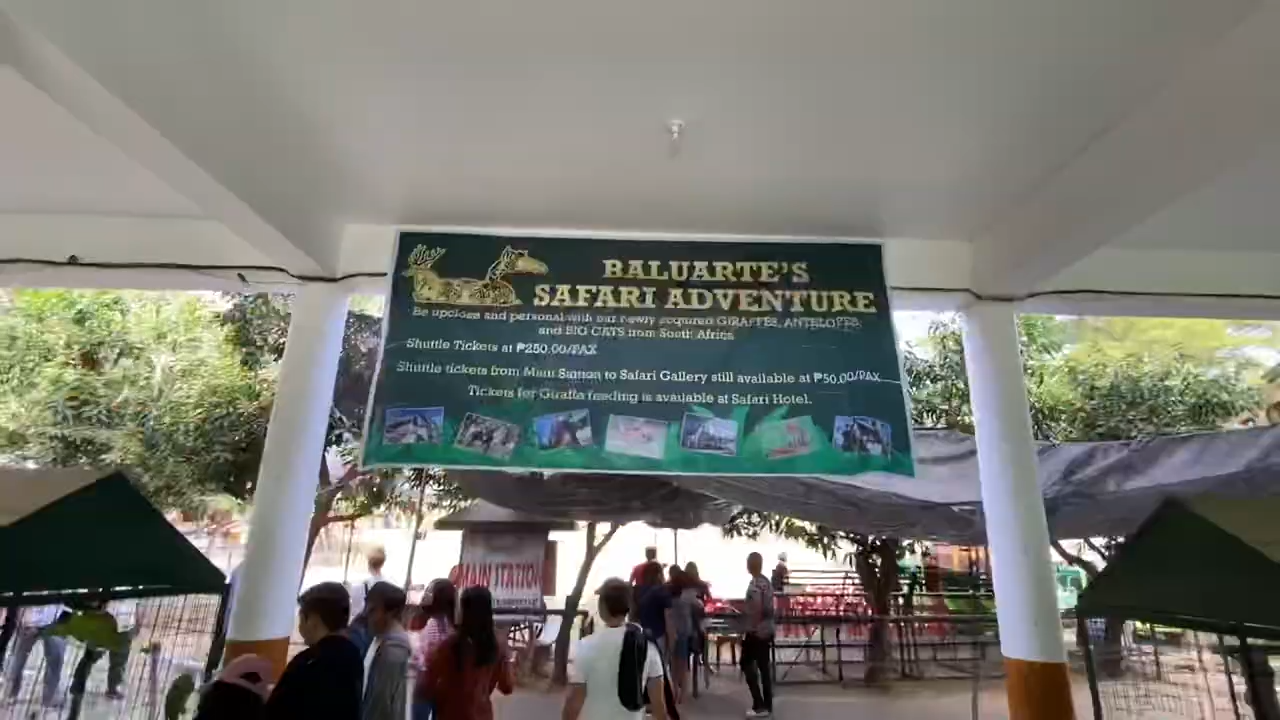 BALUARTE'S
SAFARI ADVENTURE
Be upclose and personal with our newly acquired GIRAFFES, ANTELOPES,
and BIG CATS from South Africa
Shuttle Tickets at ₱250.00/PAX
Shuttle tickets from Main Station to Safari Gallery still available at ₱50.00/PAX
Tickets for Giraffe feeding is available at Safari Hotel.
MAIN STATION